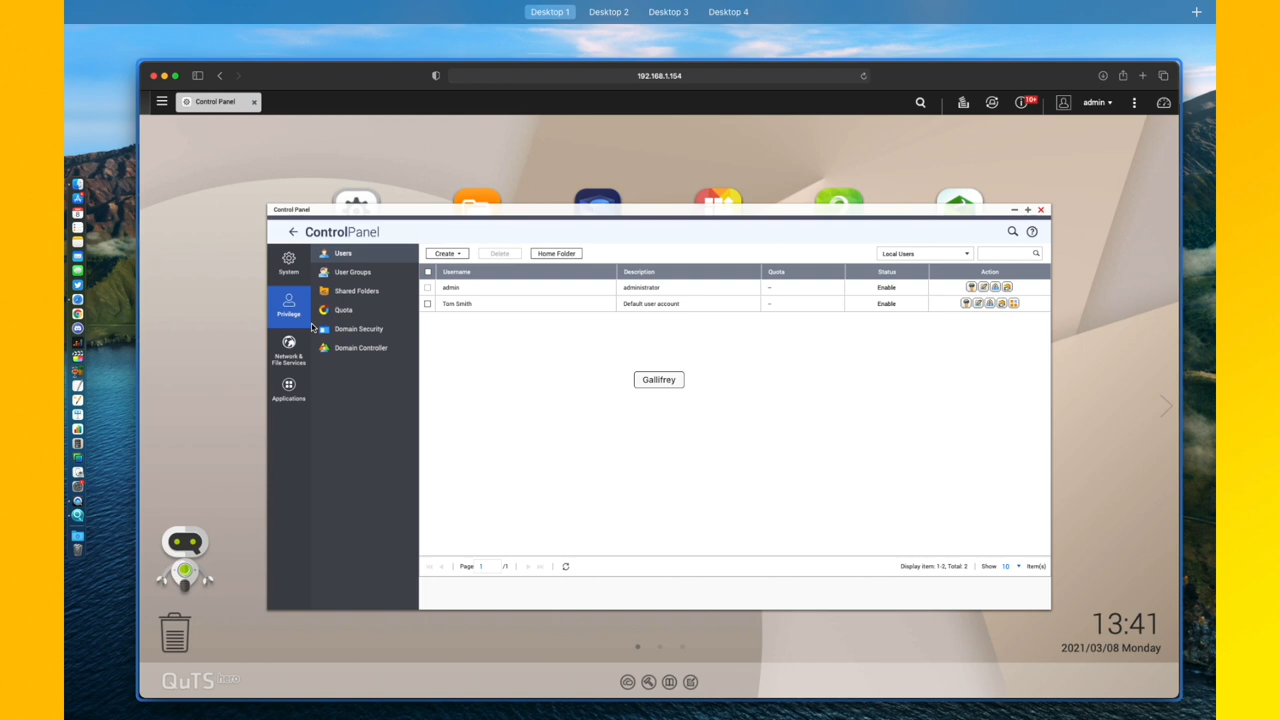 Desktop 1 Desktop 2 Desktop 3 Desktop 4
192.168.1.154
Control Panel
10+
admin
Control Panel
ControlPanel
System
Privilege
Network &
File Services
Applications
Users
User Groups
Shared Folders
Quota
Domain Security
Domain Controller
Create Delete Home Folder Local Users
Username Description Quota Status Action
admin administrator -- Enable
Tom Smith Default user account -- Enable
Gallifrey
Page 1 /1 Display item: 1-2, Total: 2 Show 10 Item(s)
13:41
2021/03/08 Monday
QuTS hero